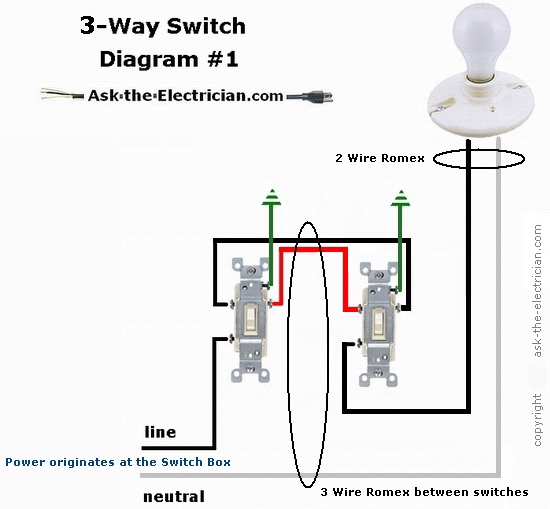 3-Way Switch
Diagram #1
Ask-the-Electrician.com
2 Wire Romex
line
Power originates at the Switch Box
neutral
3 Wire Romex between switches
copyright ask-the-electrician.com